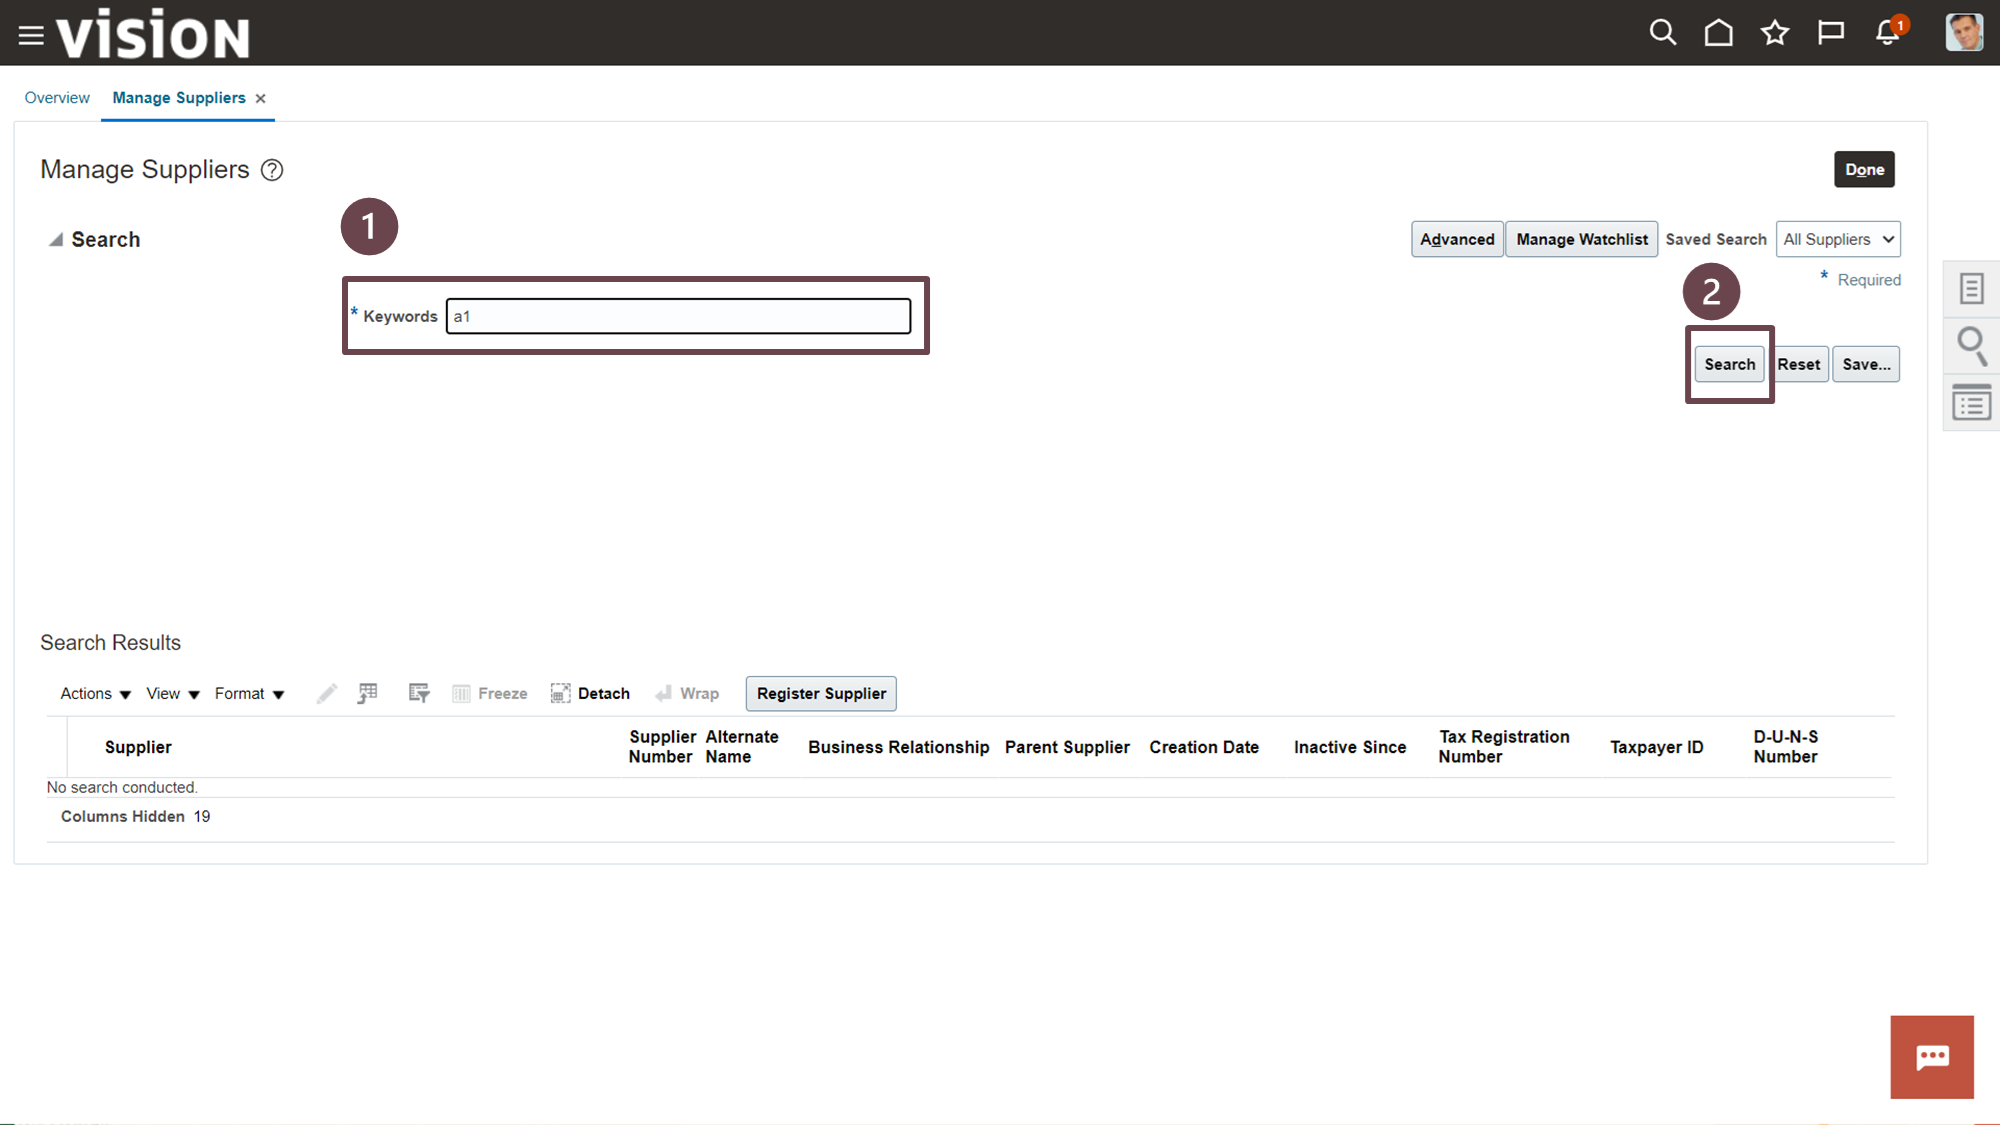 VISION
1
Overview Manage Suppliers
Manage Suppliers ?
Done
1
Search
Advanced Manage Watchlist Saved Search All Suppliers
* Required
2
* Keywords a1
Search Reset Save...
Search Results
Actions View Format Freeze Detach Wrap Register Supplier
Supplier Supplier Number Alternate Name Business Relationship Parent Supplier Creation Date Inactive Since Tax Registration Number Taxpayer ID D-U-N-S Number
No search conducted.
Columns Hidden 19